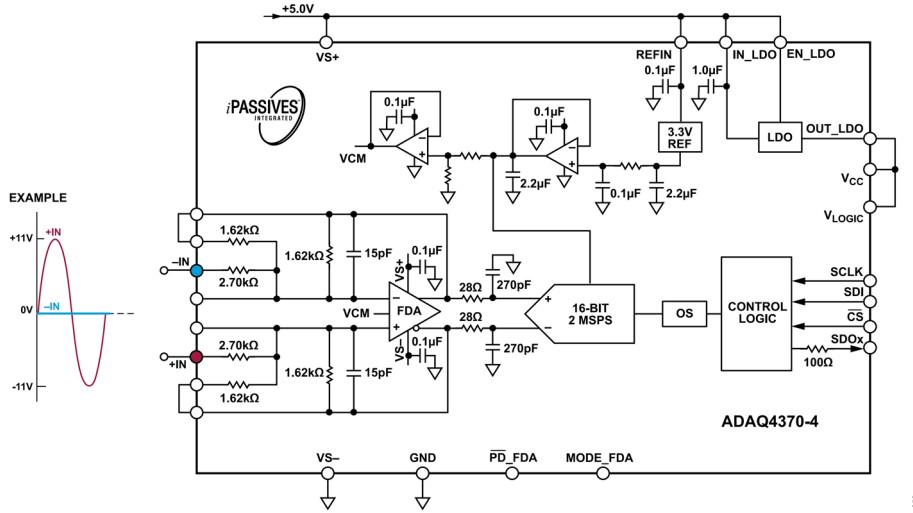 +5.0V
VS+
REFIN
IN_LDO
EN_LDO
0.1µF
1.0µF
iPASSIVES™
INTEGRATED
0.1µF
0.1µF
3.3V
REF
LDO
OUT_LDO
VCM
2.2µF
0.1µF
2.2µF
VCC
VLOGIC
EXAMPLE
+IN
+11V
–IN
0V
-11V
1.62kΩ
–IN
2.70kΩ
1.62kΩ
15pF
VS+
0.1µF
28Ω
270pF
VCM
FDA
28Ω
16-BIT
2 MSPS
OS
CONTROL
LOGIC
SCLK
SDI
CS
SDOx
100Ω
2.70kΩ
+IN
1.62kΩ
1.62kΩ
15pF
VS–
0.1µF
270pF
ADAQ4370-4
VS–
GND
PD_FDA
MODE_FDA